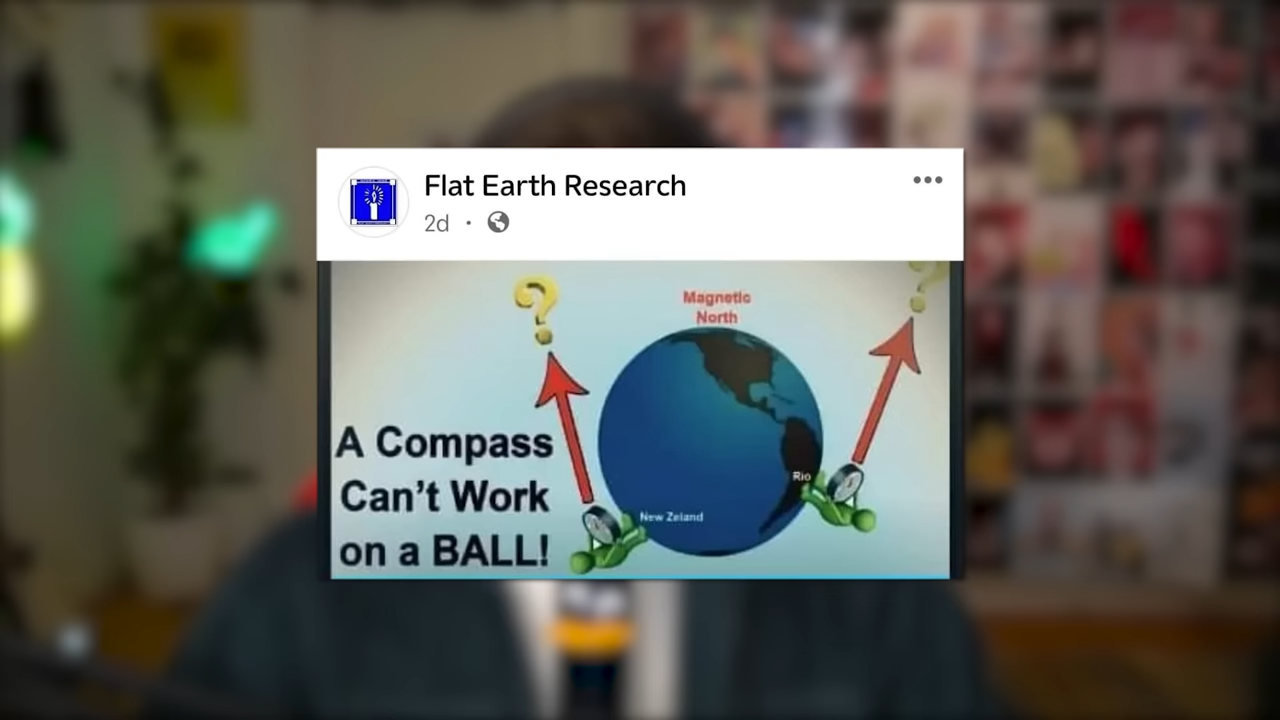 Flat Earth Research
2d ·
Magnetic
North
?
?
A Compass
Can't Work
on a BALL!
Rio
New Zeland